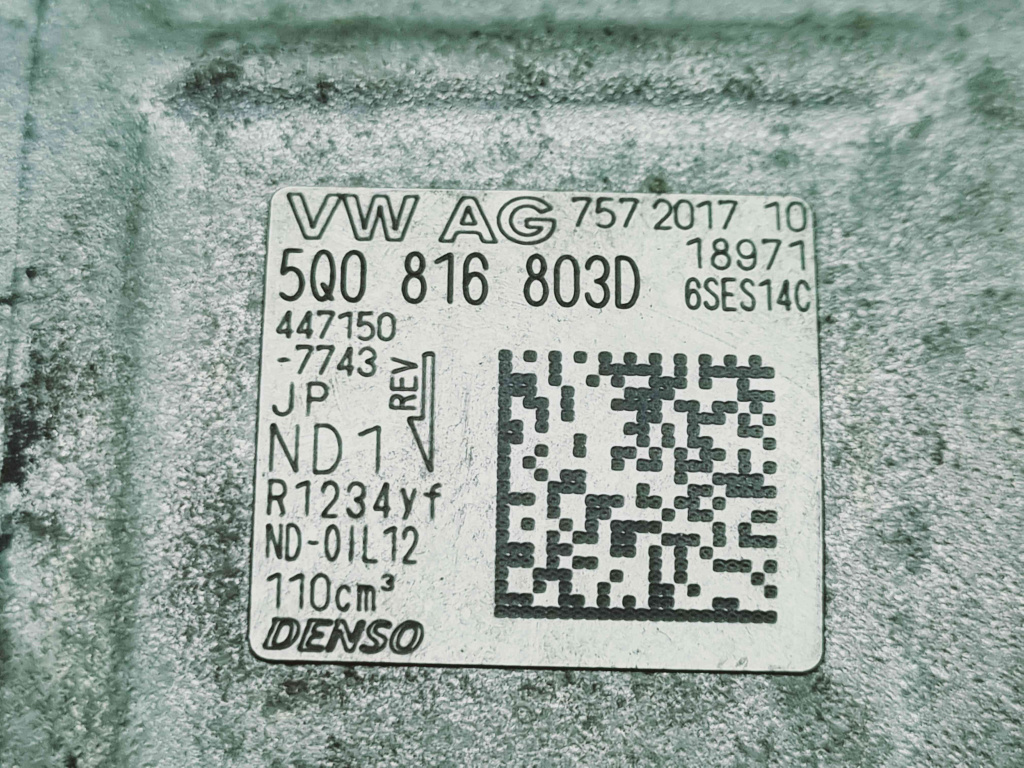 VW AG 757 2017 10
18971
5Q0 816 803D 6SES14C
447150
-7743
REV
JP
ND1
R1234yf
ND-OIL12
110cm³
DENSO